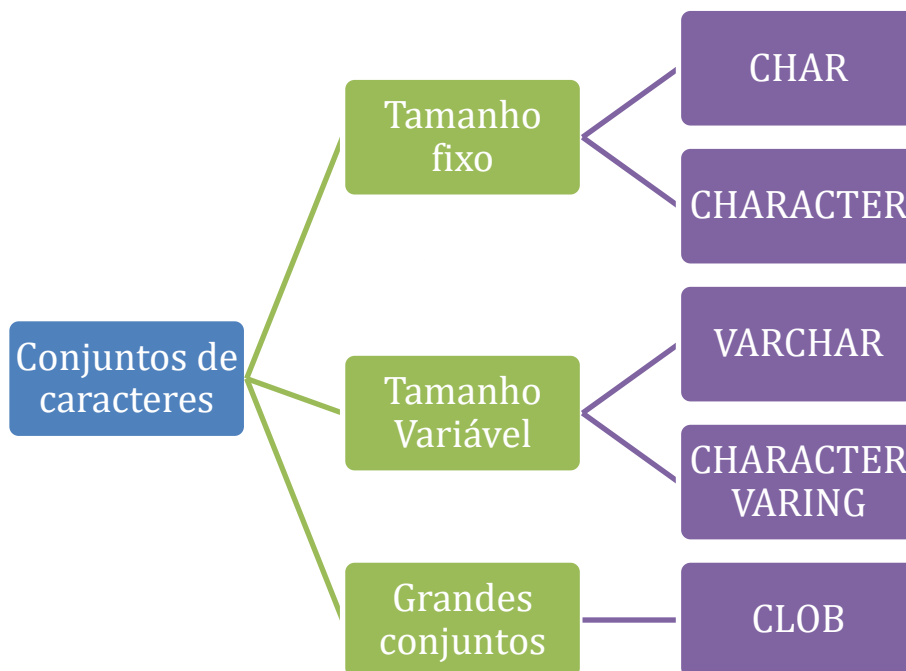 Conjuntos de
caracteres
Tamanho
fixo
CHAR
CHARACTER
Tamanho
Variável
VARCHAR
CHARACTER
VARING
Grandes
conjuntos
CLOB